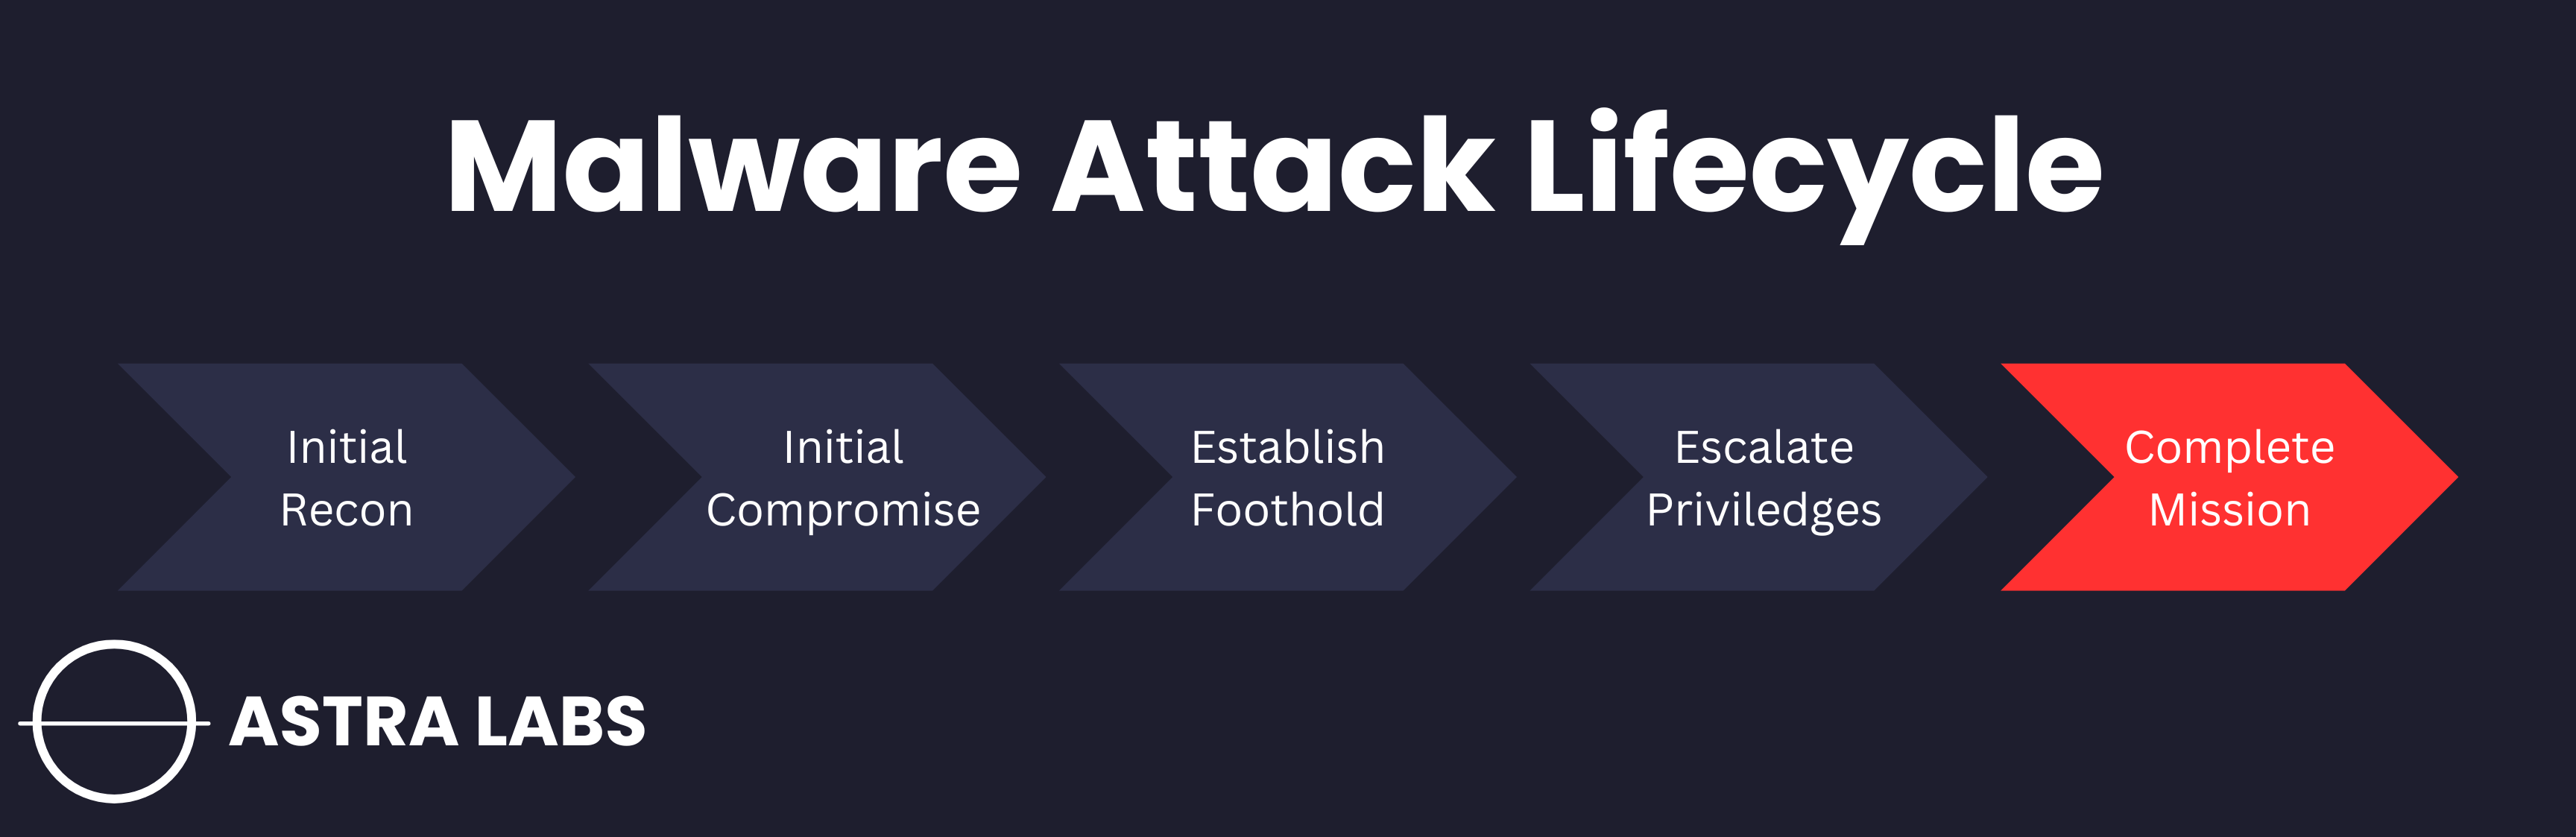 Malware Attack Lifecycle
Initial
Recon
Initial
Compromise
Establish
Foothold
Escalate
Priviledges
Complete
Mission
ASTRA LABS